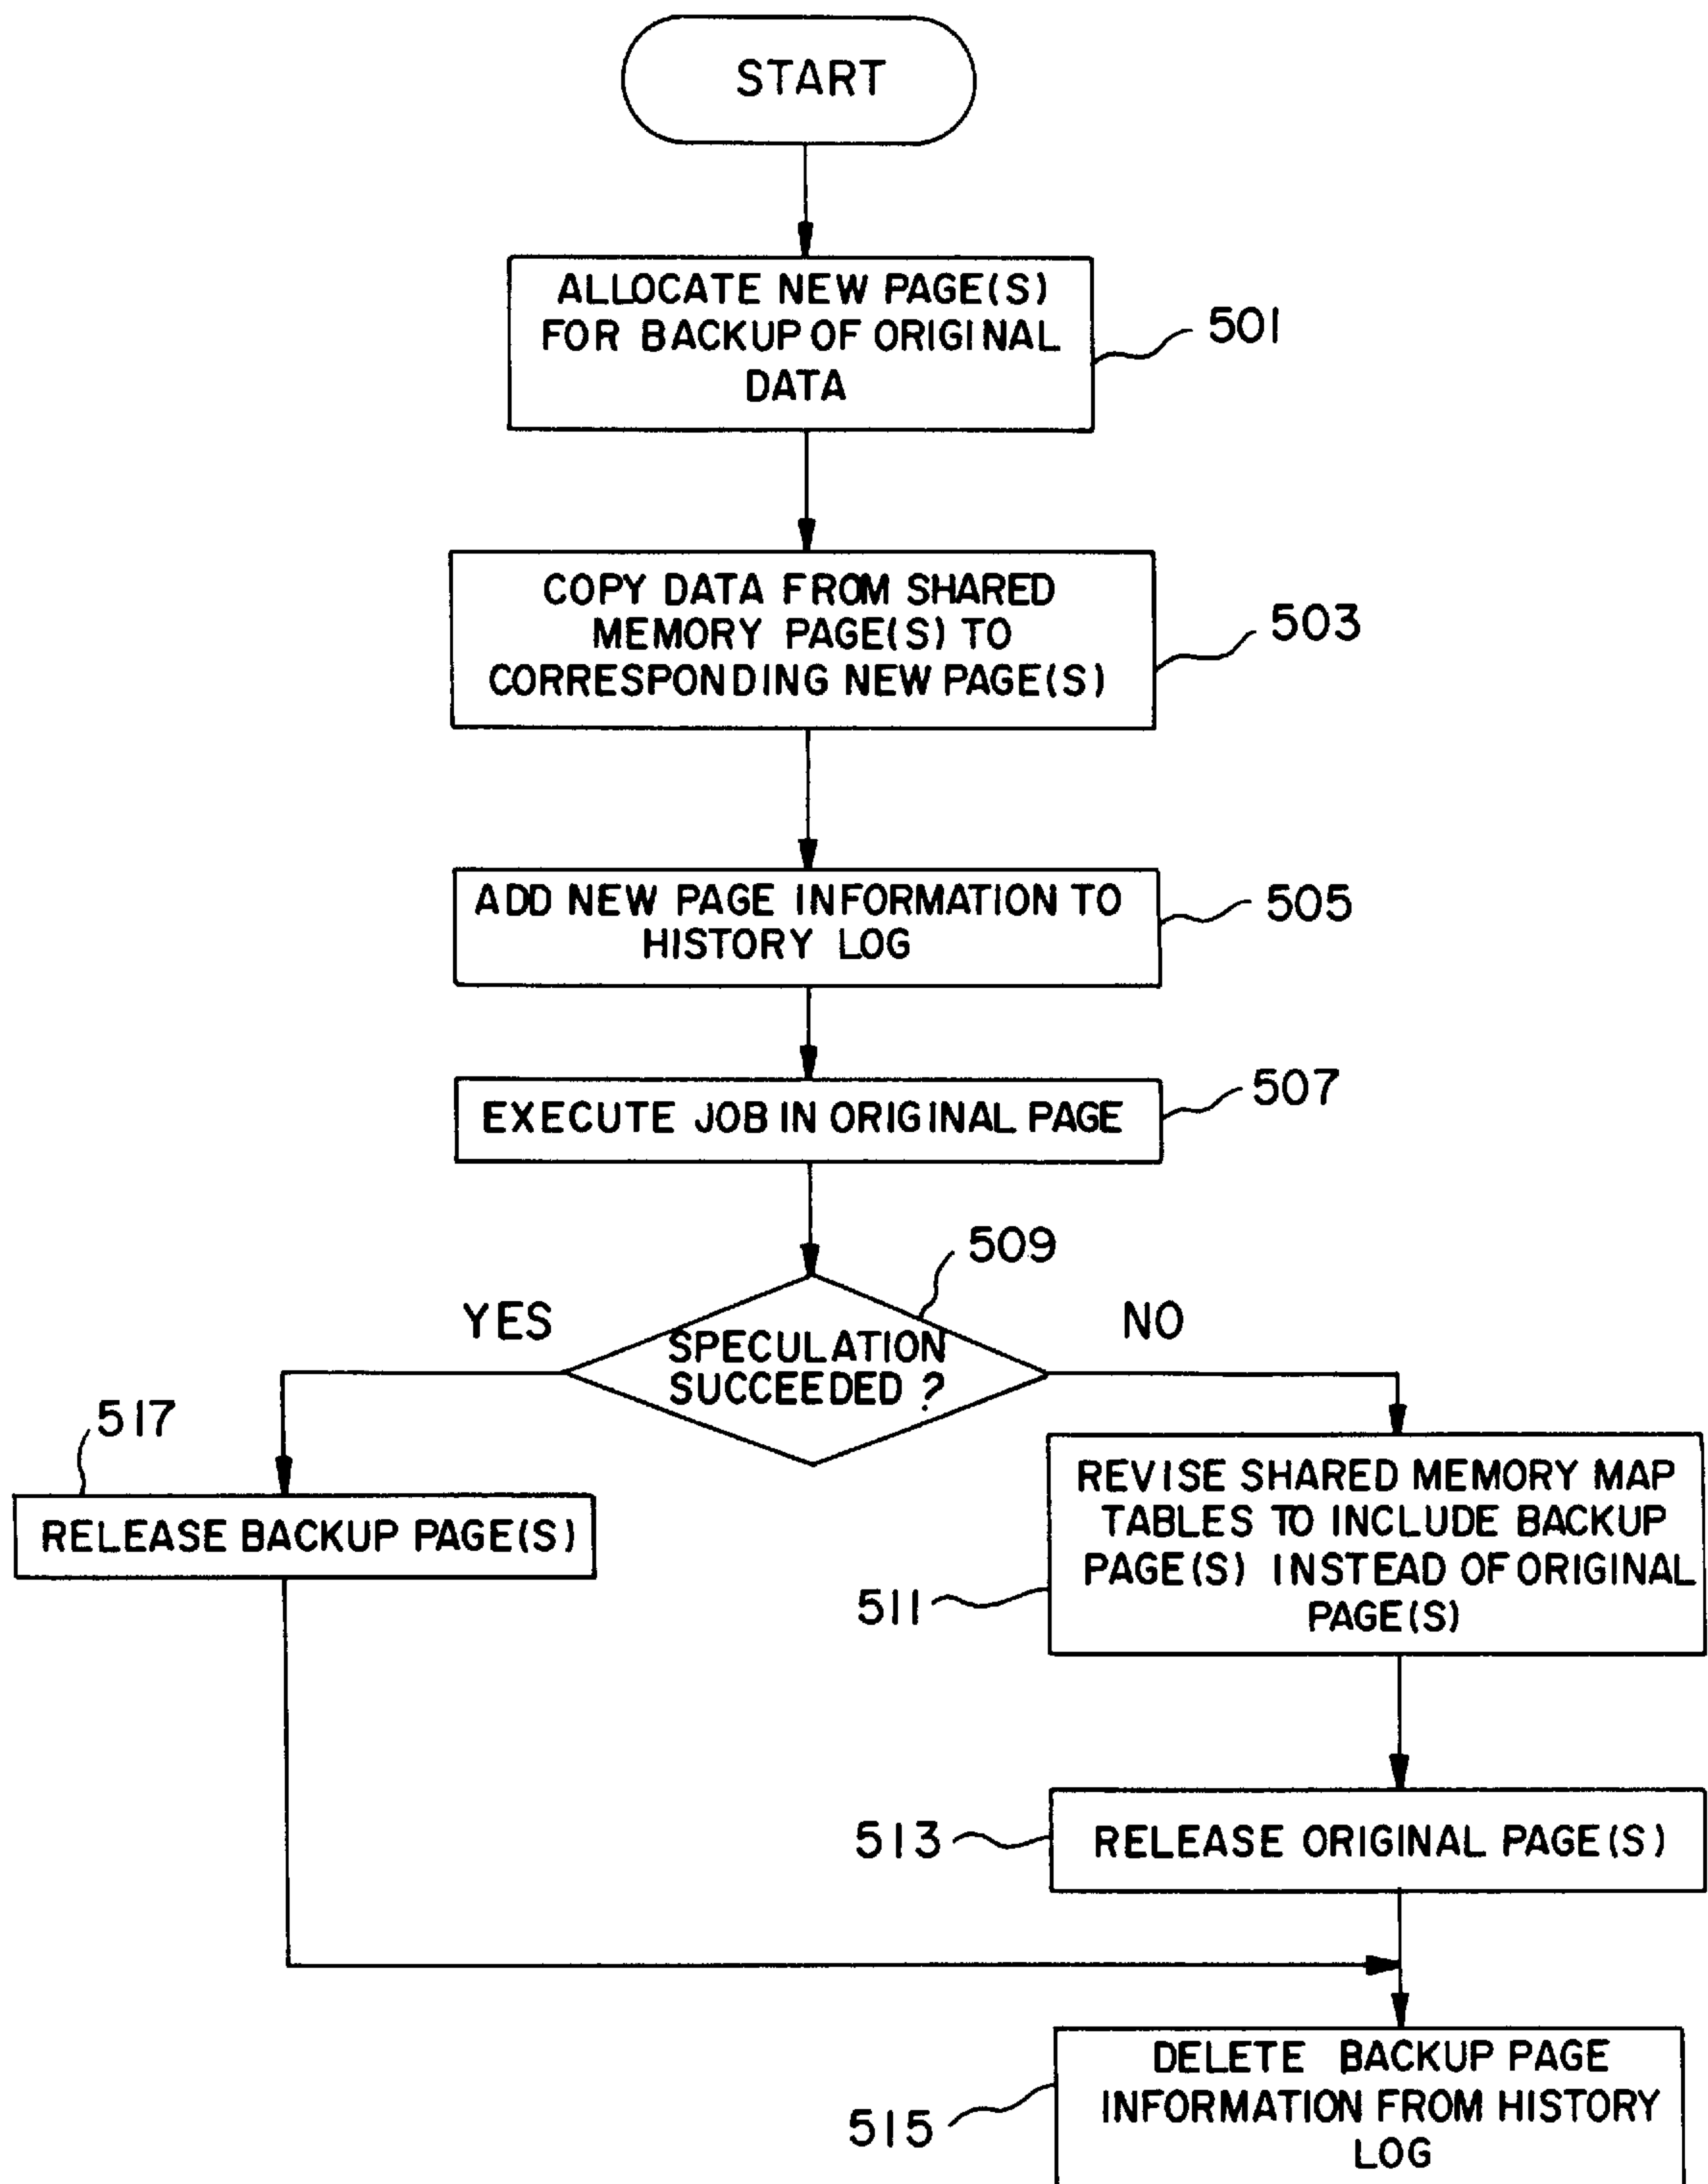 START
ALLOCATE NEW PAGE(S)
FOR BACKUP OF ORIGINAL
DATA
501
COPY DATA FROM SHARED
MEMORY PAGE(S) TO
CORRESPONDING NEW PAGE(S)
503
ADD NEW PAGE INFORMATION TO
HISTORY LOG
505
EXECUTE JOB IN ORIGINAL PAGE
507
509
YES
SPECULATION
SUCCEEDED ?
NO
517
RELEASE BACKUP PAGE(S)
REVISE SHARED MEMORY MAP
TABLES TO INCLUDE BACKUP
PAGE(S) INSTEAD OF ORIGINAL
PAGE(S)
511
RELEASE ORIGINAL PAGE(S)
513
DELETE BACKUP PAGE
INFORMATION FROM HISTORY
LOG
515